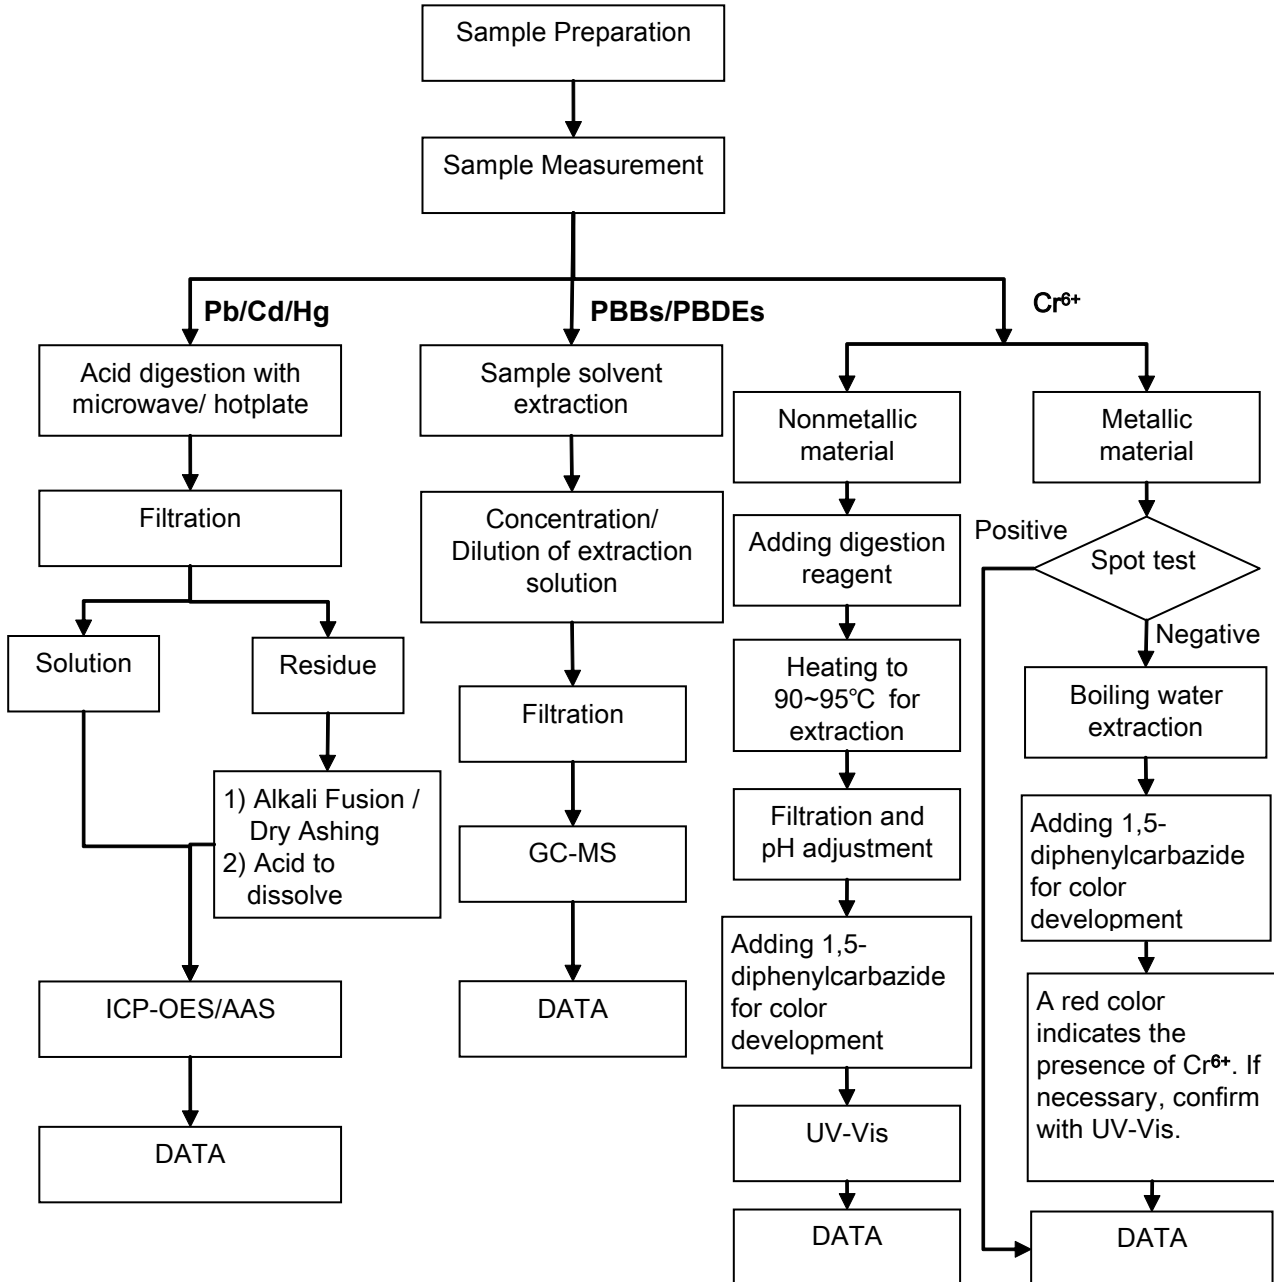 Sample Preparation
Sample Measurement
Pb/Cd/Hg
PBBs/PBDEs
Cr⁶⁺
Acid digestion with
microwave/ hotplate
Filtration
Solution
Residue
1) Alkali Fusion /
Dry Ashing
2) Acid to
dissolve
ICP-OES/AAS
DATA
Sample solvent
extraction
Concentration/
Dilution of extraction
solution
Filtration
GC-MS
DATA
Nonmetallic
material
Adding digestion
reagent
Heating to
90~95℃ for
extraction
Filtration and
pH adjustment
Adding 1,5-
diphenylcarbazide
for color
development
UV-Vis
DATA
Metallic
material
Positive
Spot test
Negative
Boiling water
extraction
Adding 1,5-
diphenylcarbazide
for color
development
A red color
indicates the
presence of Cr⁶⁺. If
necessary, confirm
with UV-Vis.
DATA